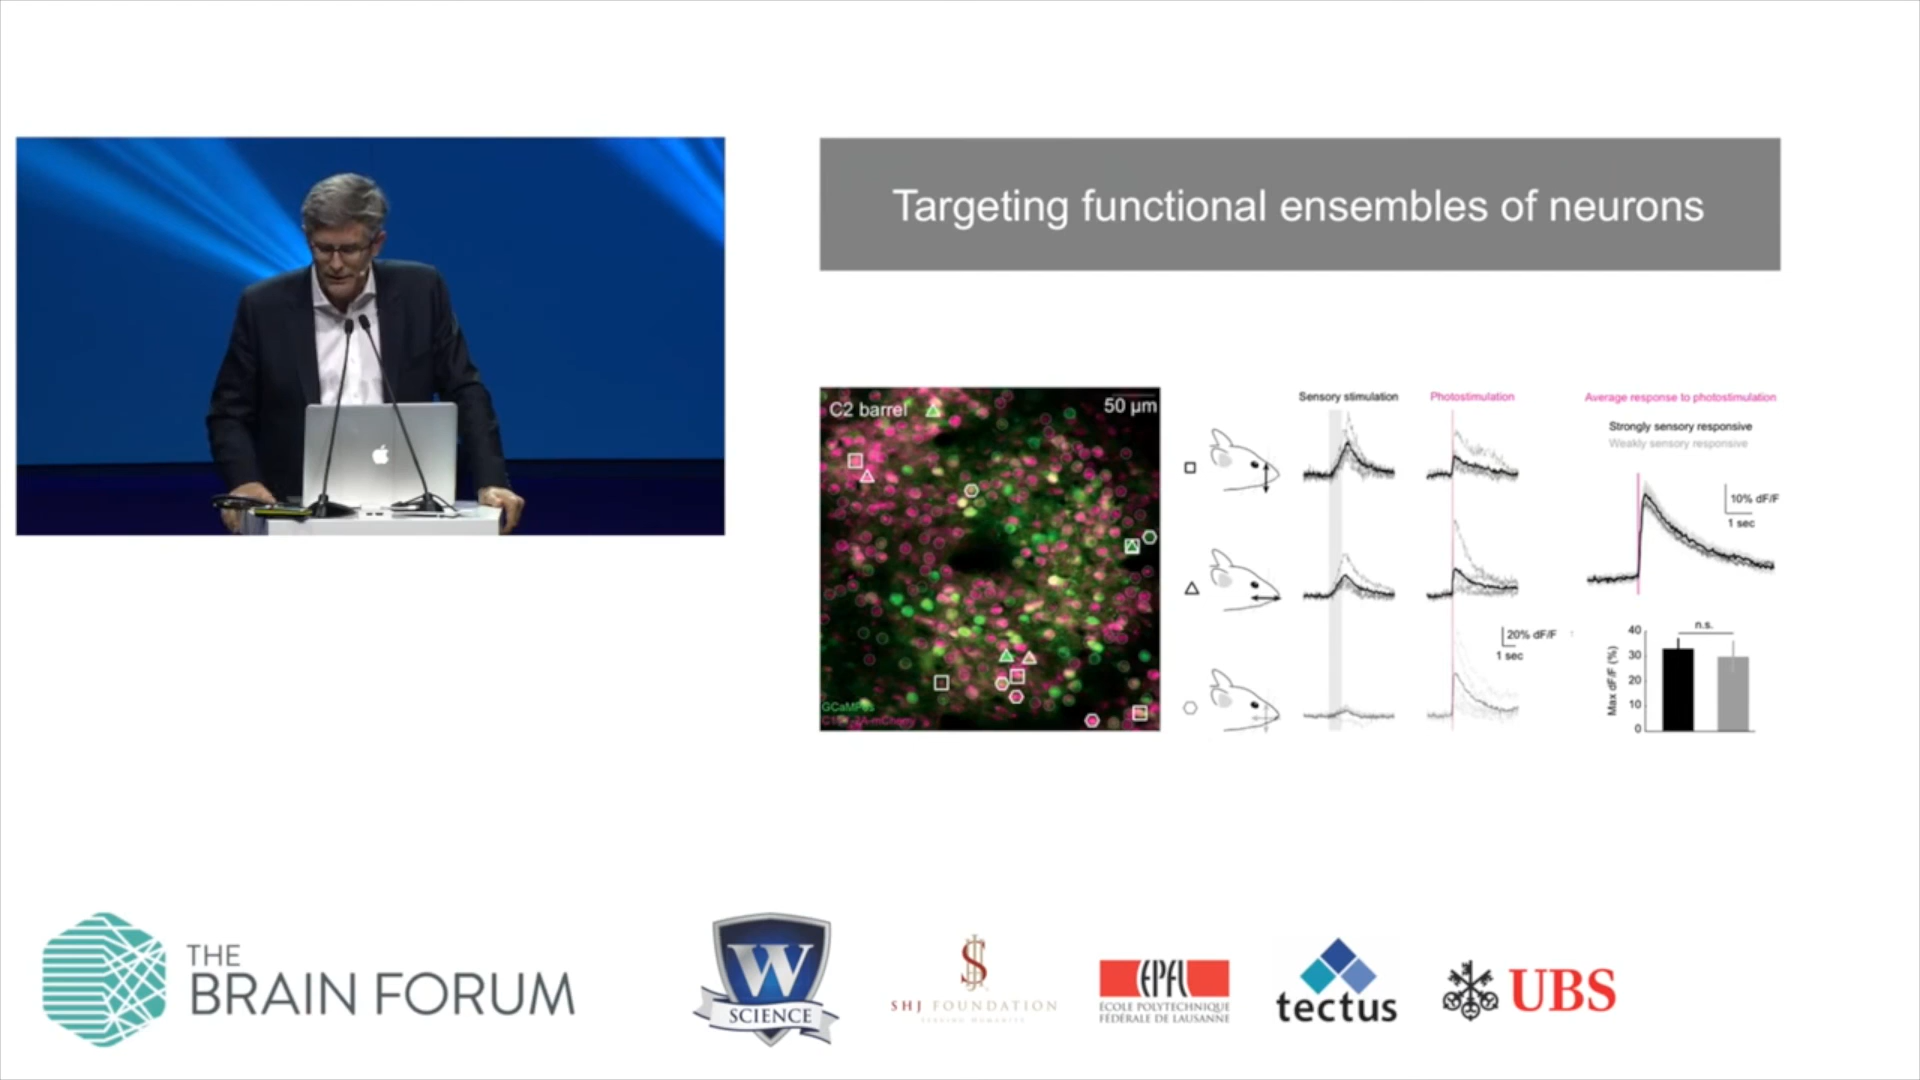 Targeting functional ensembles of neurons
C2 barrel
50 µm
Sensory stimulation
Photostimulation
Average response to photostimulation
Strongly sensory responsive
Weakly sensory responsive
10% dF/F
1 sec
20% dF/F
1 sec
n.s.
Max dF/F (%)
40
30
20
10
0
THE
BRAIN FORUM
W
SCIENCE
SHJ FOUNDATION
EPFL
ÉCOLE POLYTECHNIQUE
FÉDÉRALE DE LAUSANNE
tectus
UBS